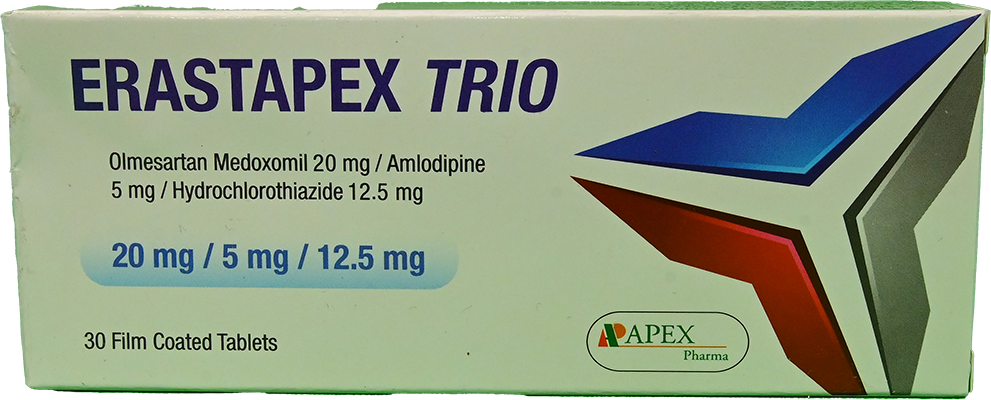 ERASTAPEX TRIO
Olmesartan Medoxomil 20 mg / Amlodipine
5 mg / Hydrochlorothiazide 12.5 mg
20 mg / 5 mg / 12.5 mg
30 Film Coated Tablets
APEX
Pharma